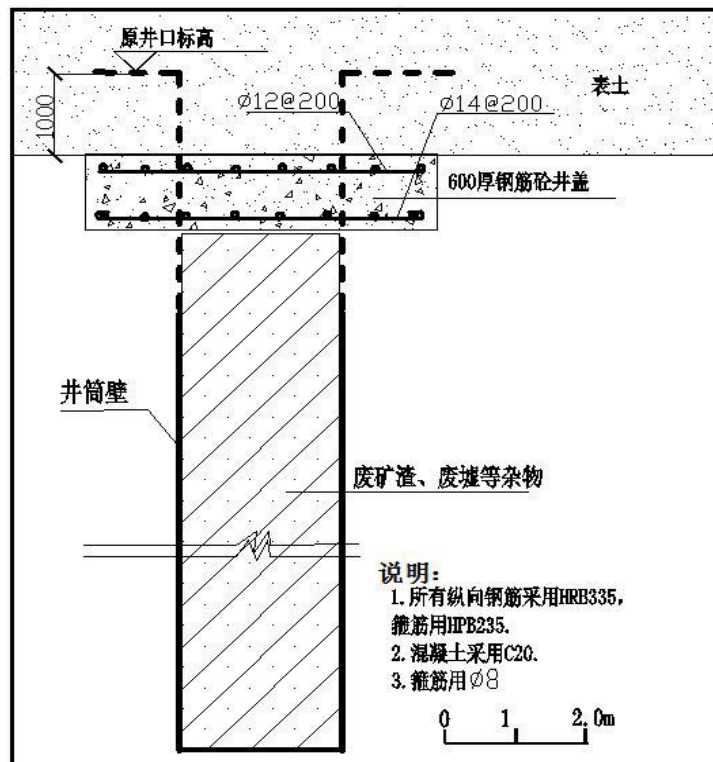 原井口标高
1000
∅12@200
∅14@200
表土
600厚钢筋砼井盖
井筒壁
废矿渣、废墟等杂物
说明:
1.所有纵向钢筋采用HRB335,
箍筋用HPB235.
2.混凝土采用C20.
3.箍筋用∅8
0 1 2.0m